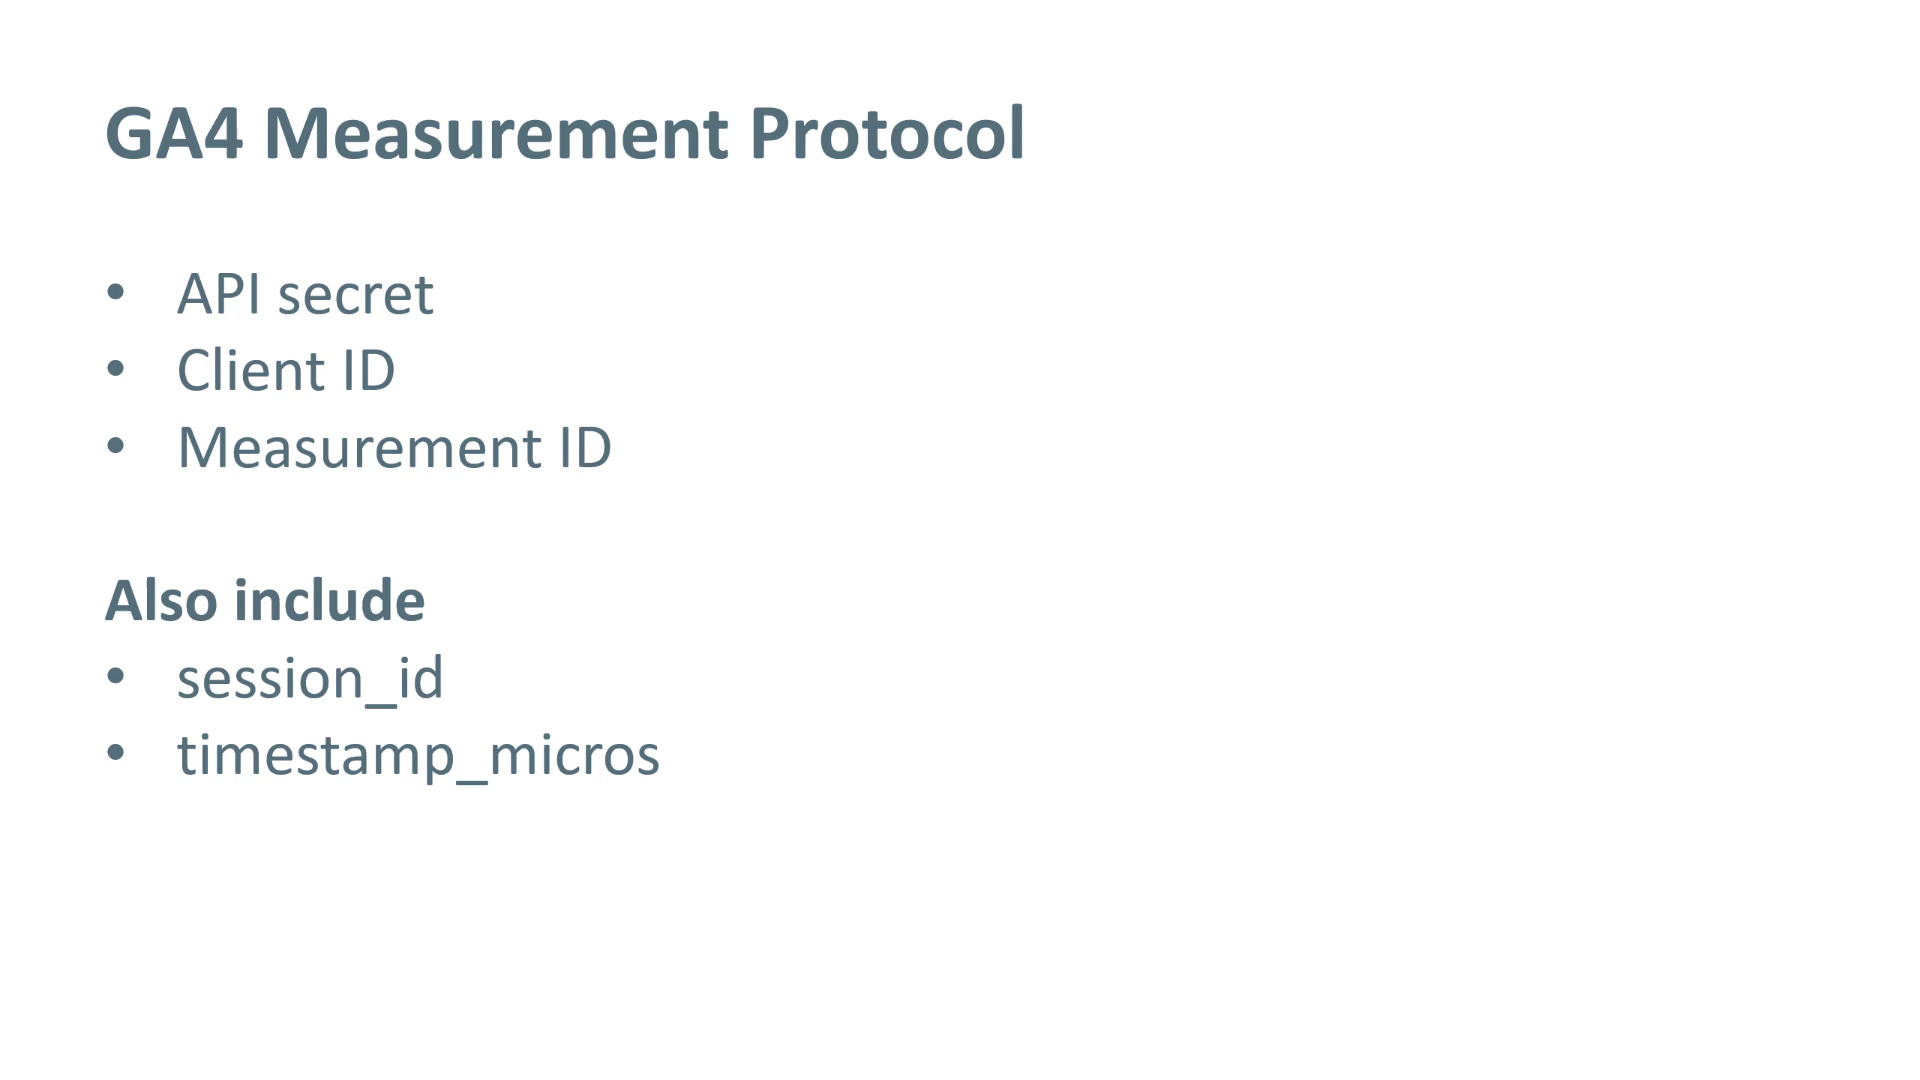 GA4 Measurement Protocol
• API secret
• Client ID
• Measurement ID
Also include
• session_id
• timestamp_micros